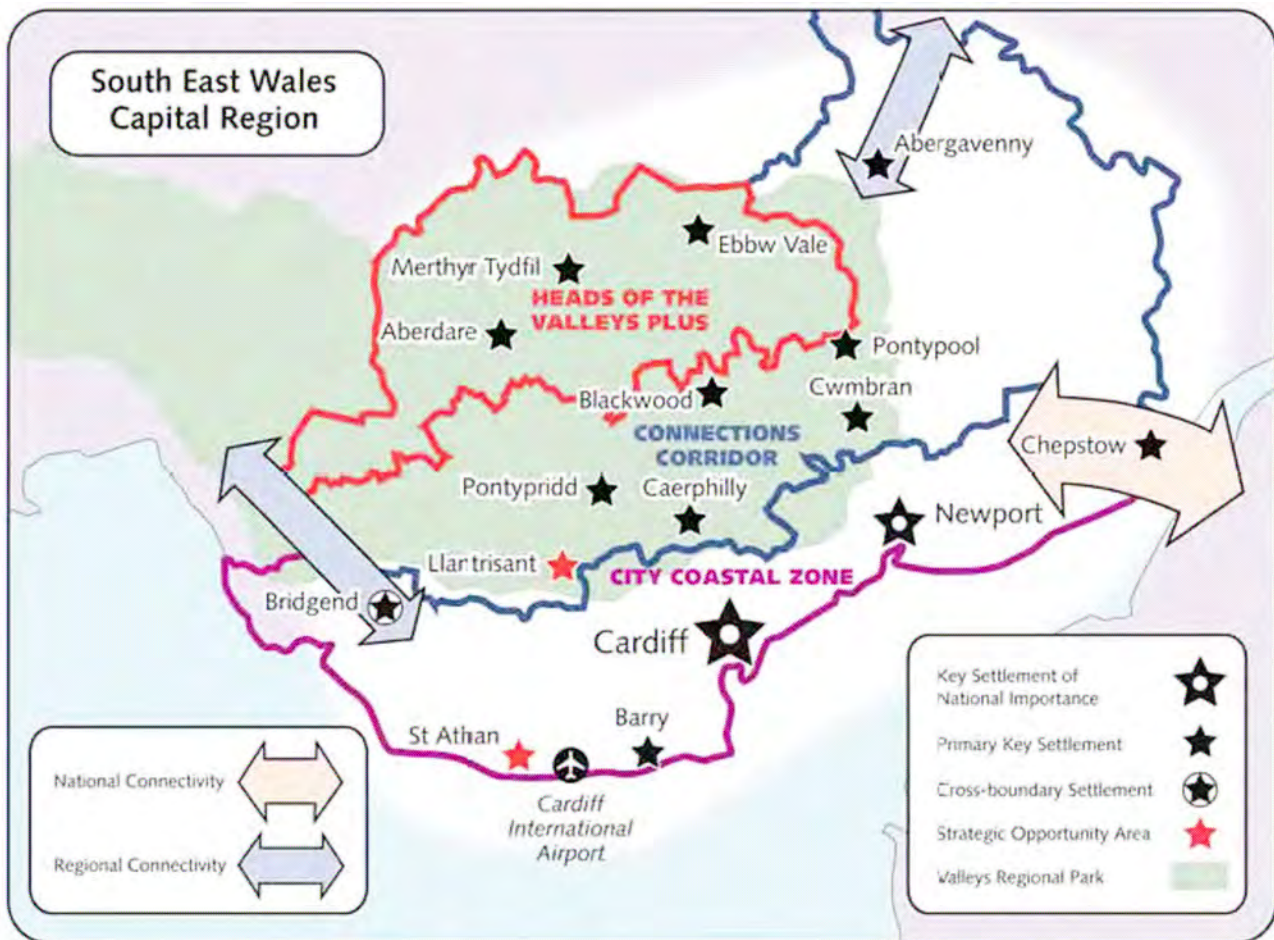 South East Wales
Capital Region
Abergavenny
Ebbw Vale
Merthyr Tydfil
HEADS OF THE
VALLEYS PLUS
Aberdare
Pontypool
Blackwood
Cwmbran
CONNECTIONS
CORRIDOR
Chepstow
Pontypridd
Caerphilly
Newport
Llantrisant
CITY COASTAL ZONE
Bridgend
Cardiff
St Athan
Barry
Cardiff
International
Airport
National Connectivity
Regional Connectivity
Key Settlement of
National Importance
Primary Key Settlement
Cross-boundary Settlement
Strategic Opportunity Area
Valleys Regional Park